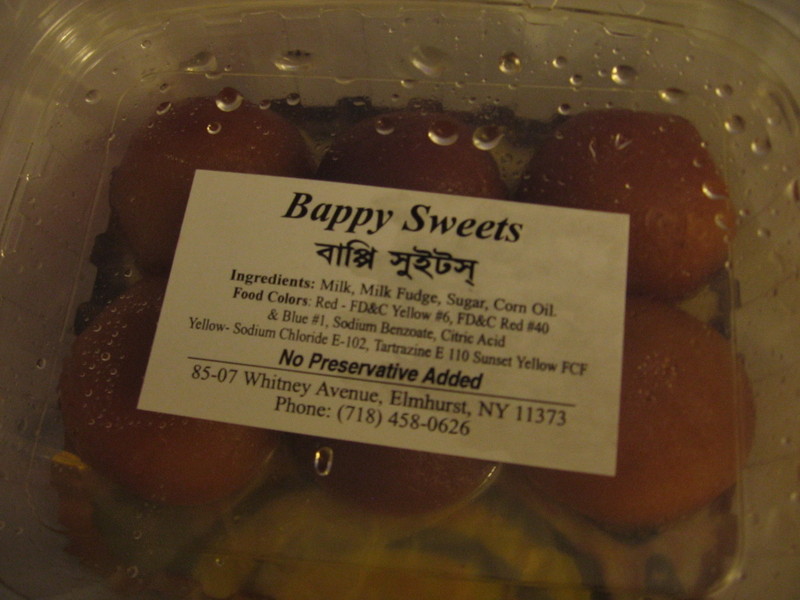 Bappy Sweets
বাপ্পি সুইটস্
Ingredients: Milk, Milk Fudge, Sugar, Corn Oil.
Food Colors: Red - FD&C Yellow #6, FD&C Red #40
& Blue #1, Sodium Benzoate, Citric Acid
Yellow- Sodium Chloride E-102, Tartrazine E 110 Sunset Yellow FCF
No Preservative Added
85-07 Whitney Avenue, Elmhurst, NY 11373
Phone: (718) 458-0626